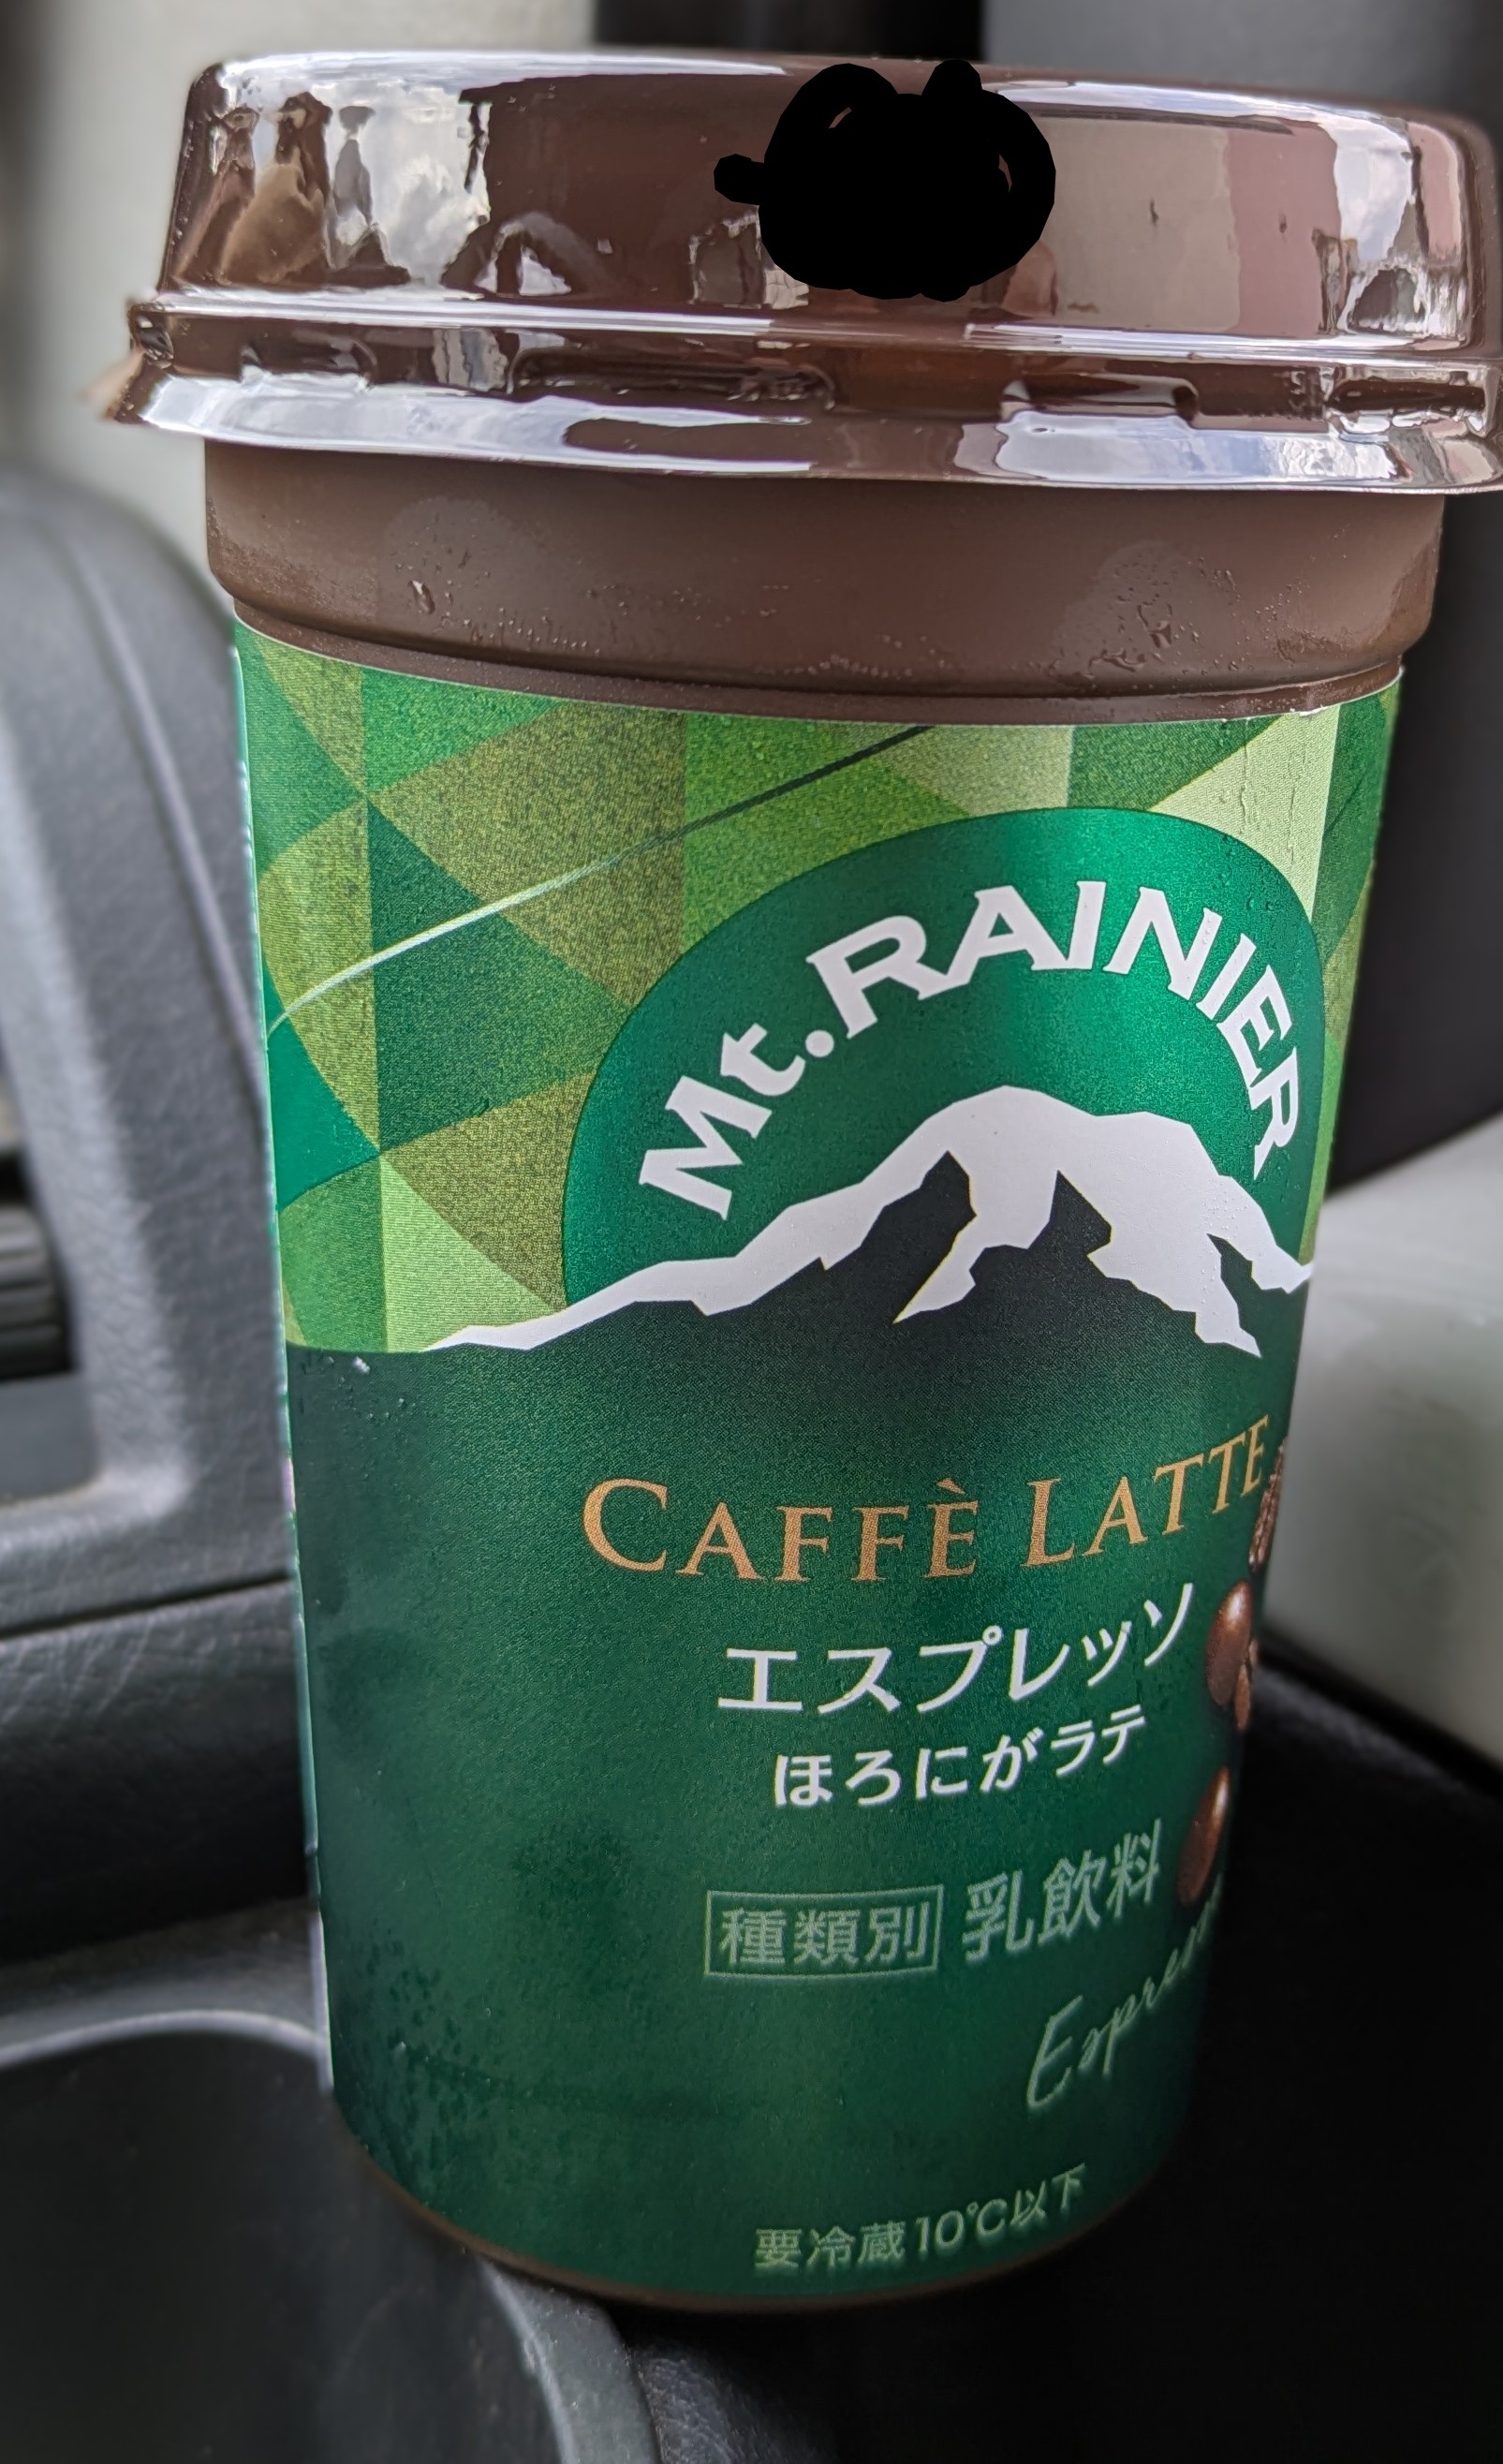 Mt.RAINIER
CAFFÈ LATTE
エスプレッソ
ほろにがラテ
種類別 乳飲料
要冷蔵10℃以下